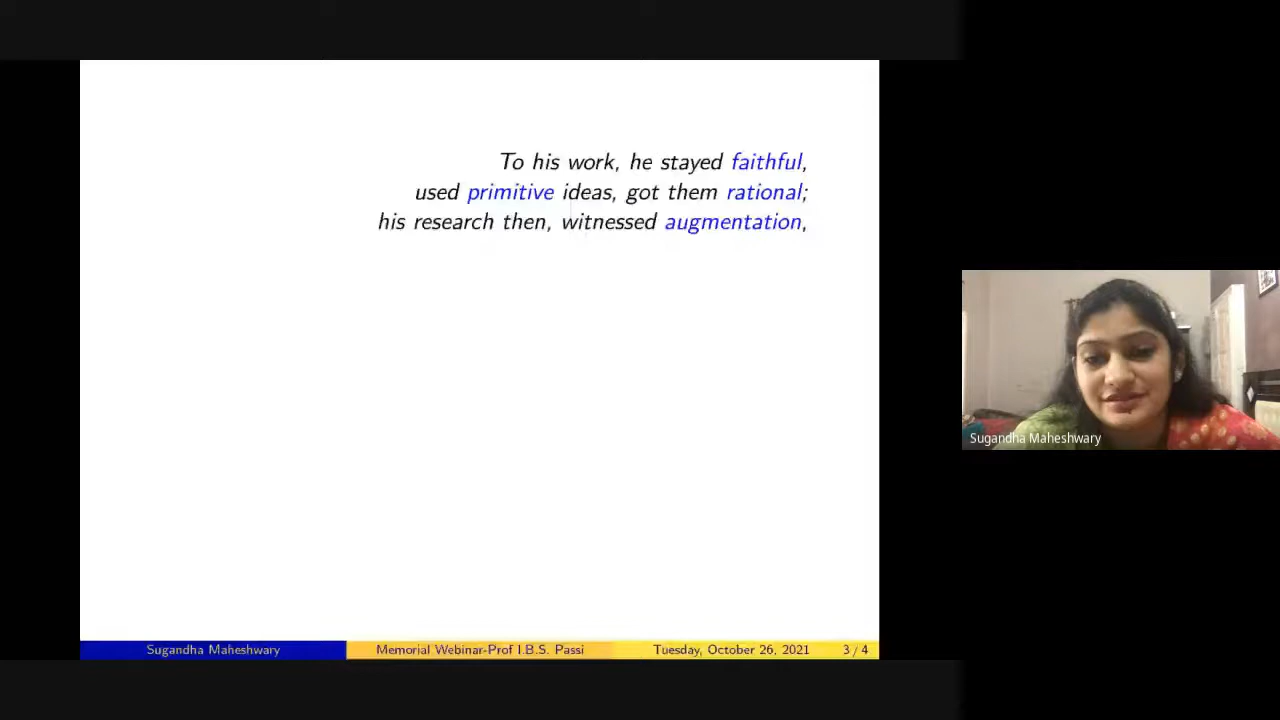 To his work, he stayed faithful,
used primitive ideas, got them rational;
his research then, witnessed augmentation,
Sugandha Maheshwary
Sugandha Maheshwary Memorial Webinar-Prof I.B.S. Passi Tuesday, October 26, 2021 3 / 4